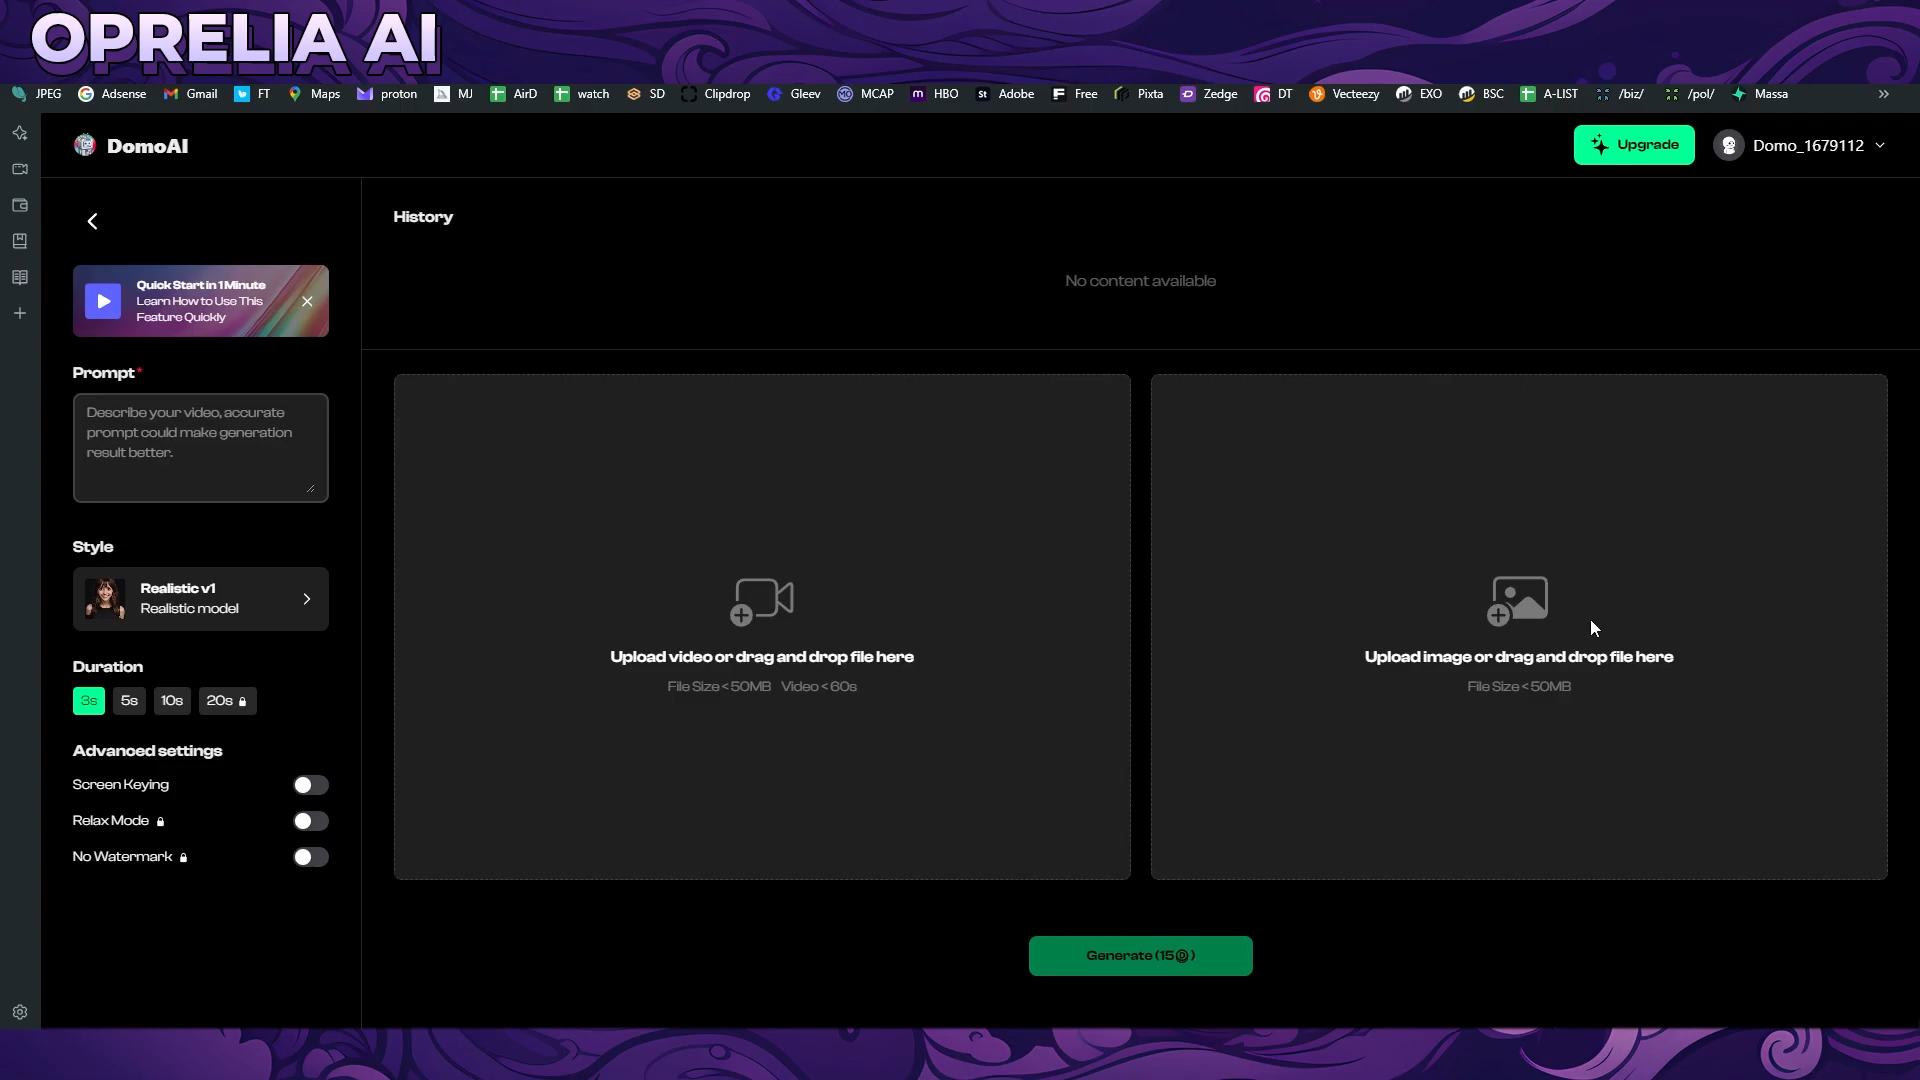 OPRELIA AI
JPEG Adsense Gmail FT Maps proton MJ AirD watch SD Clipdrop Gleev MCAP HBO Adobe Free Pixta Zedge DT Vecteezy EXO BSC A-LIST /biz/ /pol/ Massa
DomoAI
Upgrade
Domo_1679112
History
No content available
Quick Start in 1 Minute
Learn How to Use This
Feature Quickly
Prompt*
Describe your video, accurate
prompt could make generation
result better.
Style
Realistic v1
Realistic model
Duration
3s 5s 10s 20s
Advanced settings
Screen Keying
Relax Mode
No Watermark
Upload video or drag and drop file here
File Size<50MB Video<60s
Upload image or drag and drop file here
File Size<50MB
Generate (15)